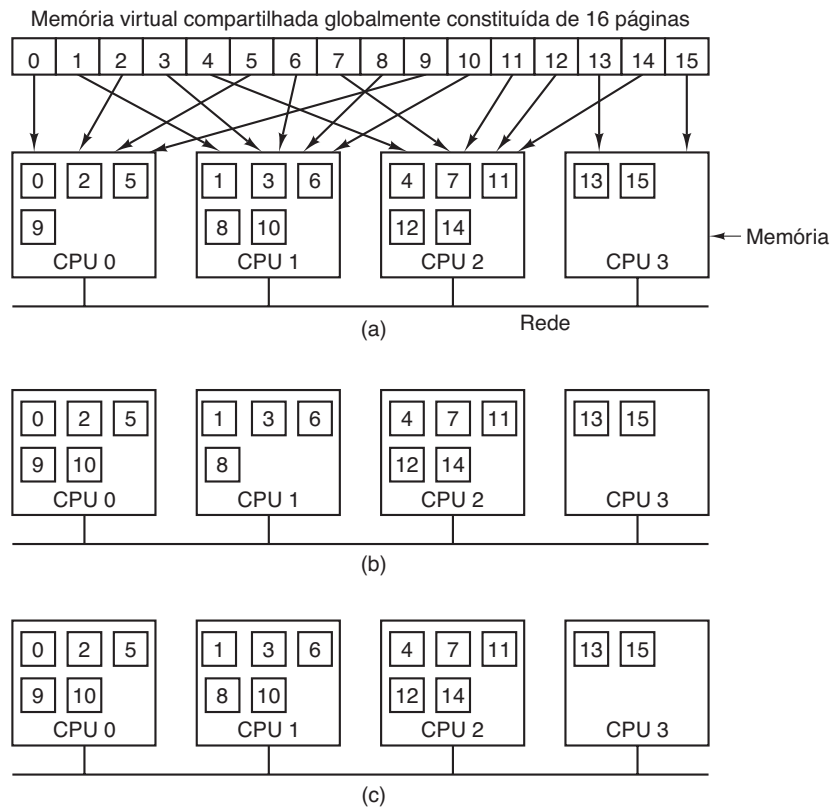 Memória virtual compartilhada globalmente constituída de 16 páginas
0 1 2 3 4 5 6 7 8 9 10 11 12 13 14 15
0 2 5 1 3 6 4 7 11 13 15
9 8 10 12 14
Memória
CPU 0 CPU 1 CPU 2 CPU 3
Rede
(a)
0 2 5 1 3 6 4 7 11 13 15
9 10 8 12 14
CPU 0 CPU 1 CPU 2 CPU 3
(b)
0 2 5 1 3 6 4 7 11 13 15
9 10 8 10 12 14
CPU 0 CPU 1 CPU 2 CPU 3
(c)